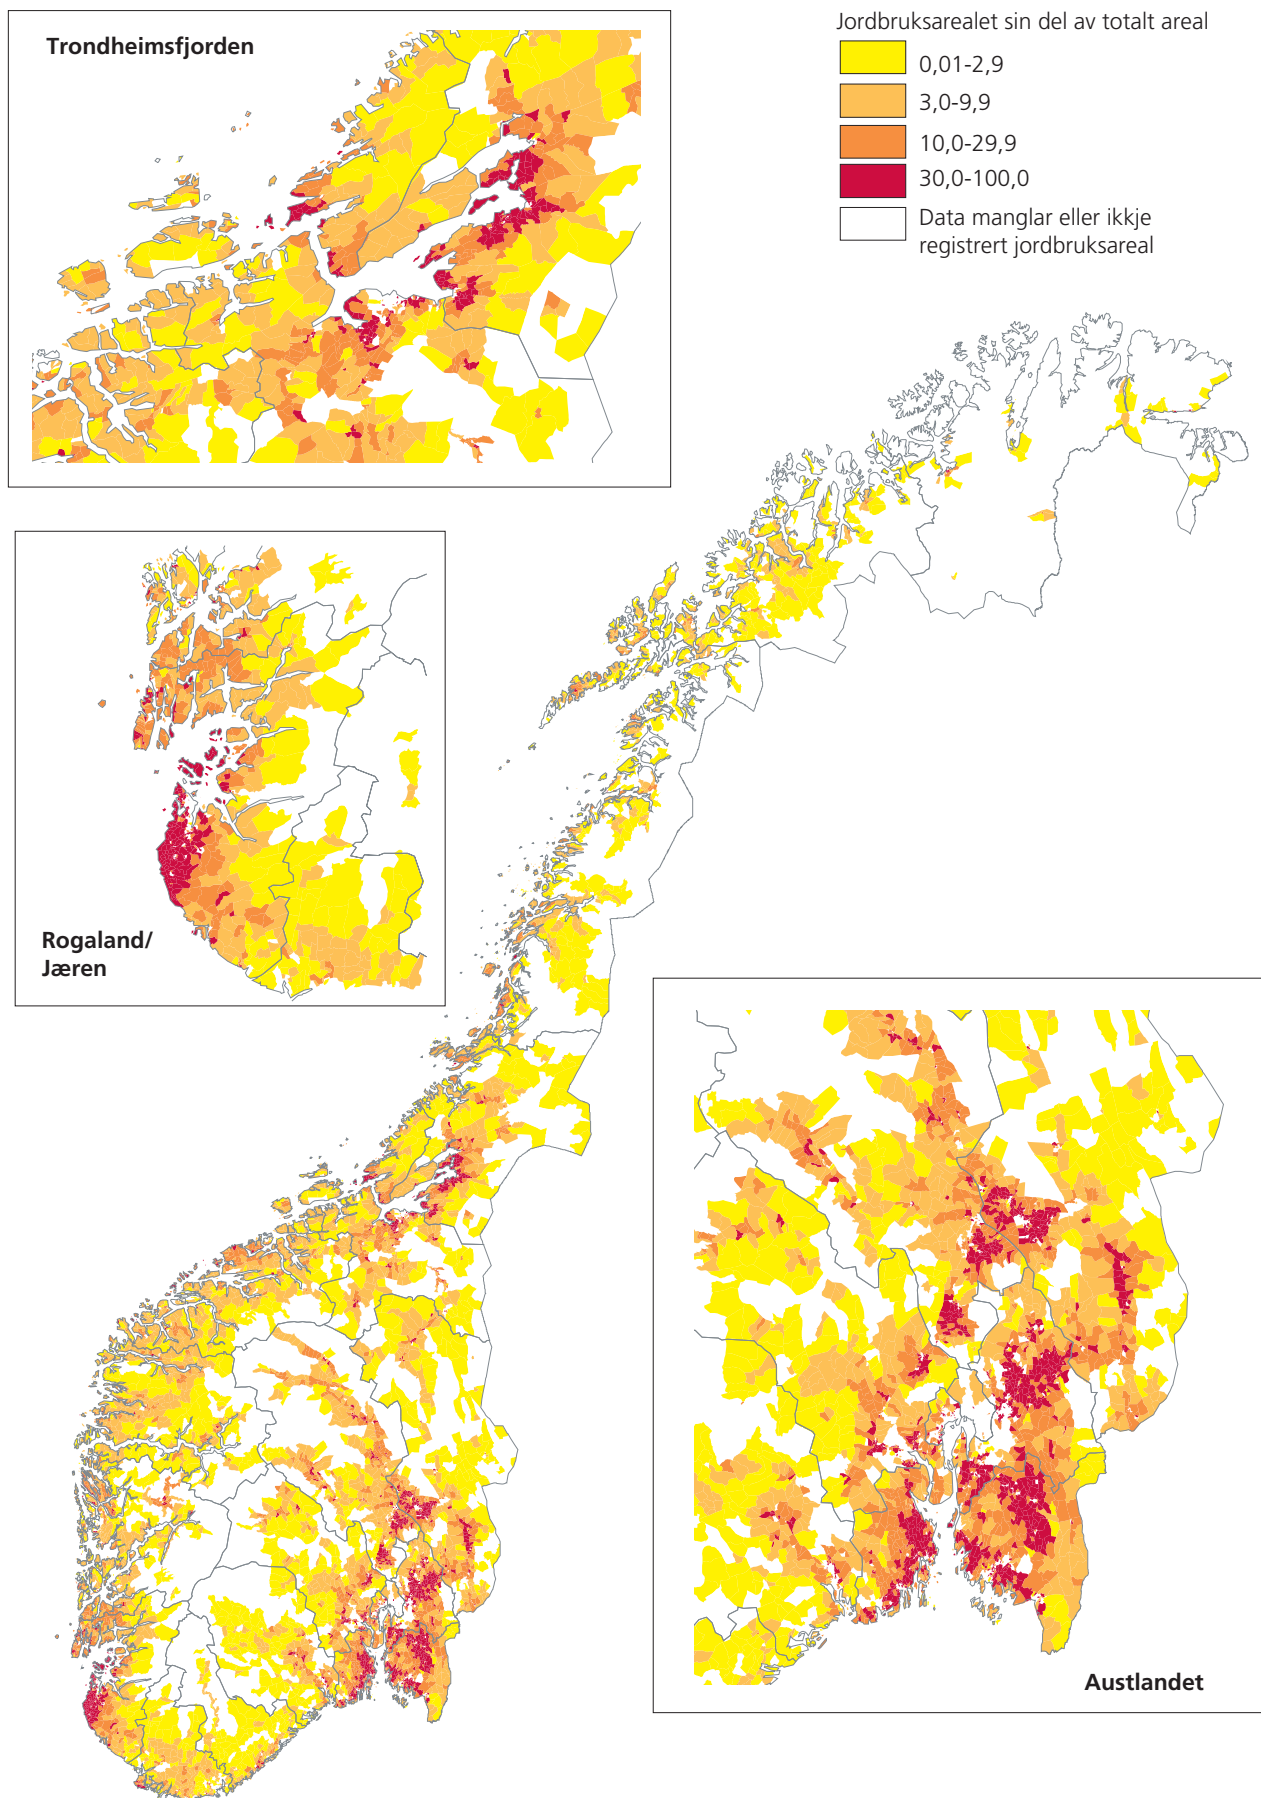 Trondheimsfjorden
Jordbruksarealet sin del av totalt areal
0,01-2,9
3,0-9,9
10,0-29,9
30,0-100,0
Data manglar eller ikkje
registrert jordbruksareal
Rogaland/
Jæren
Austlandet